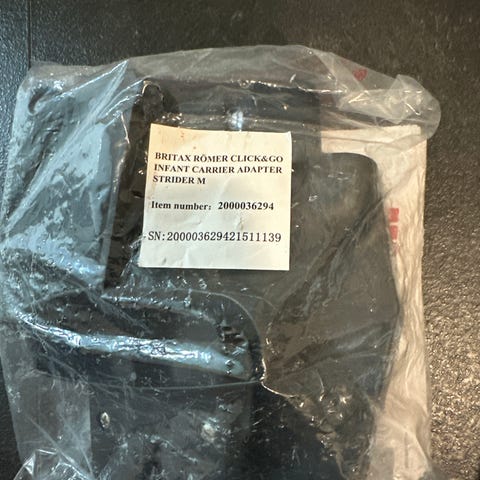 BRITAX RÖMER CLICK&GO
INFANT CARRIER ADAPTER
STRIDER M
Item number: 2000036294
SN:200003629421511139